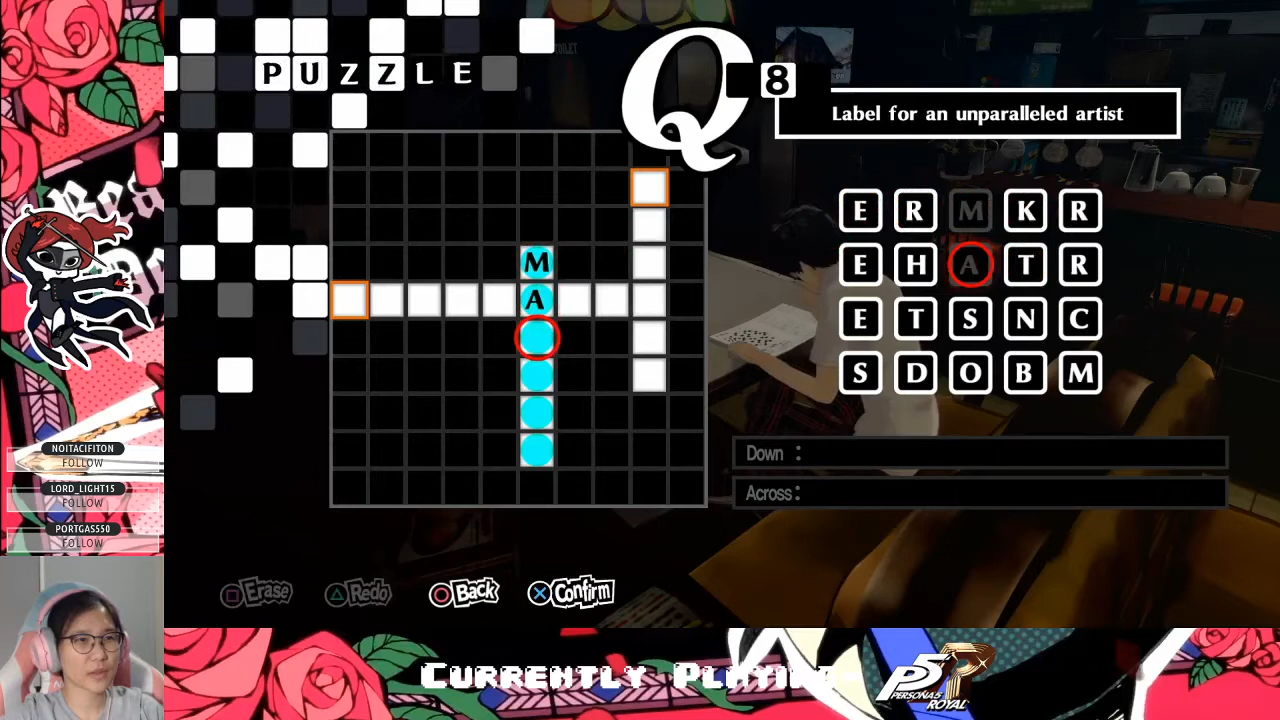 PUZZLE
Q
8
Label for an unparalleled artist
M
A
E R M K R
E H A T R
E T S N C
S D O B M
Down :
Across:
Erase
Redo
Back
Confirm
NOITACIFITON
FOLLOW
LORD_LIGHT15
FOLLOW
PORTGAS550
FOLLOW
Currently Playing
P5R
PERSONA5
ROYAL